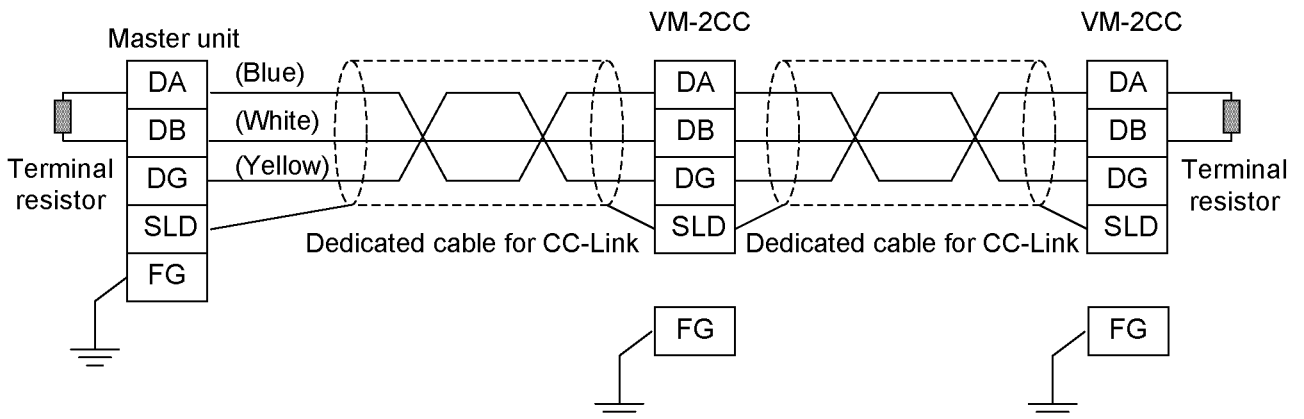 VM-2CC
VM-2CC
Master unit
DA
(Blue)
DA
DA
DB
(White)
DB
DB
Terminal
resistor
DG
(Yellow)
DG
DG
Terminal
resistor
SLD
Dedicated cable for CC-Link
SLD
Dedicated cable for CC-Link
SLD
FG
FG
FG